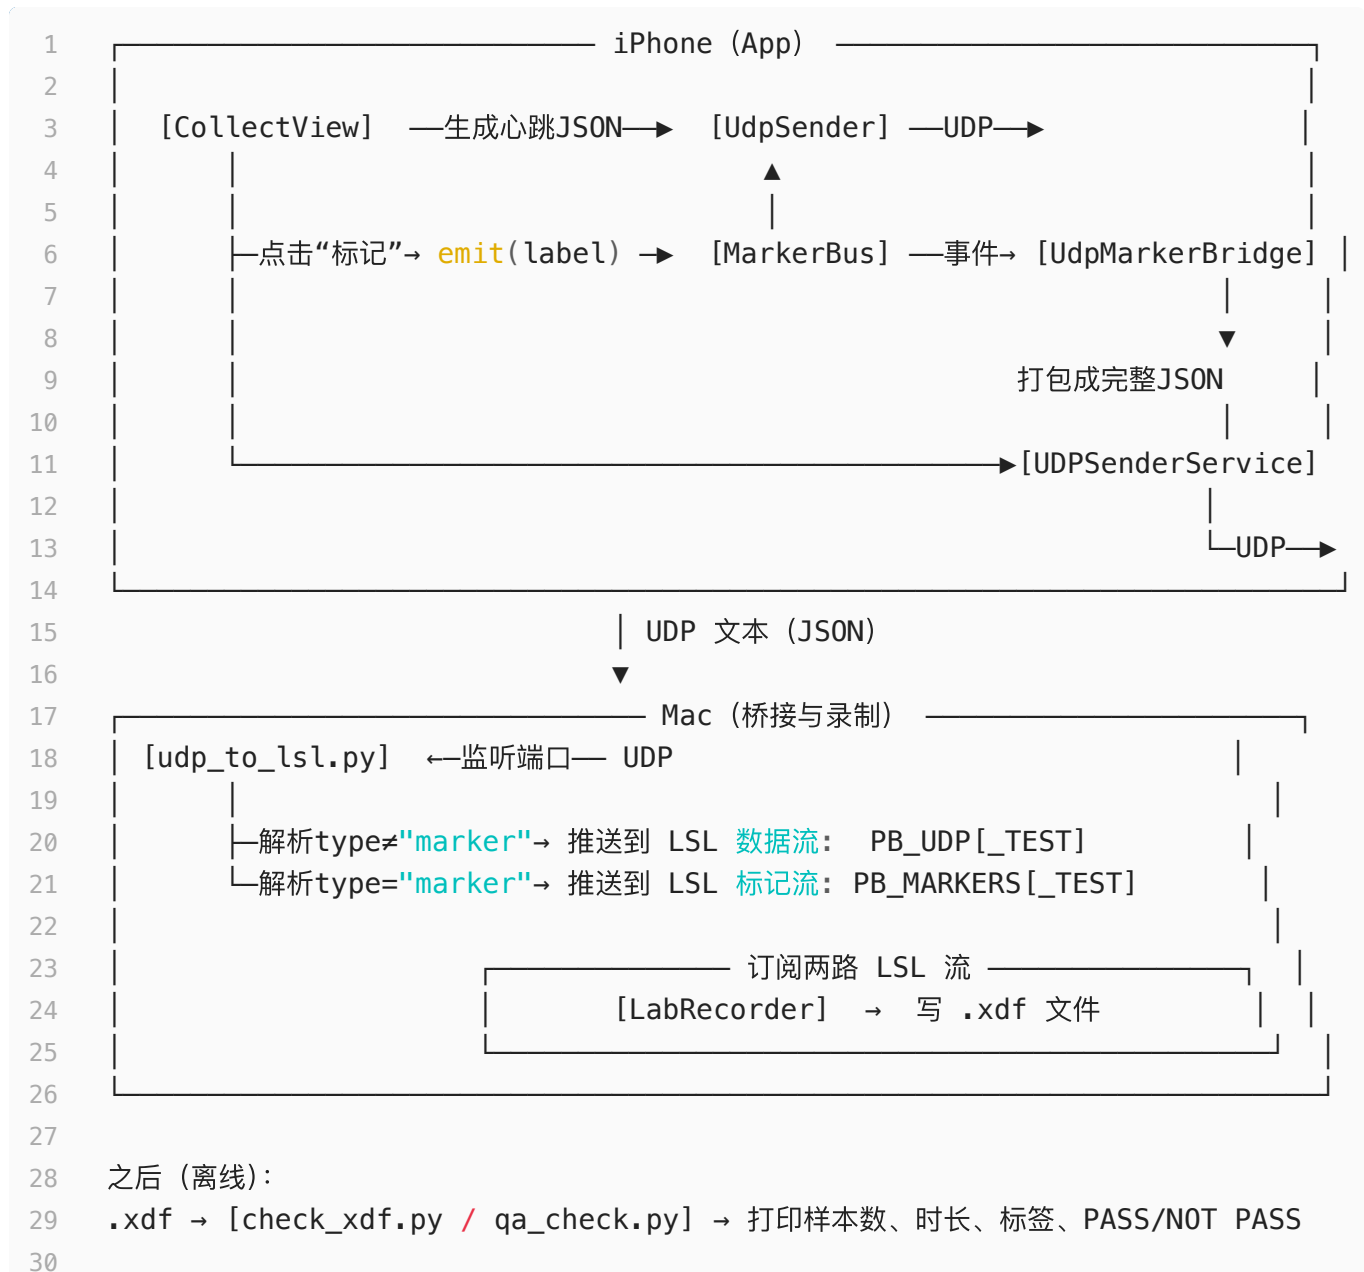 1 ┌──────────────── iPhone（App） ────────────────┐
2 │ │
3 │ [CollectView] ──生成心跳JSON──▶ [UdpSender] ──UDP──▶ │
4 │ │ ▲ │
5 │ │ │ │
6 │ ├─点击“标记”→ emit(label) ─▶ [MarkerBus] ──事件→ [UdpMarkerBridge] │
7 │ │ │ │
8 │ │ ▼ │
9 │ │ 打包成完整JSON │
10 │ │ │ │
11 │ └──────────────────────────▶[UDPSenderService]
12 │ │
13 │ └─UDP──▶
14 └────────────────────────────────────────┘
15 │ UDP 文本（JSON）
16 ▼
17 ┌────────────────── Mac（桥接与录制） ─────────────┐
18 │ [udp_to_lsl.py] ←─监听端口── UDP │
19 │ │ │
20 │ ├─解析type≠"marker"→ 推送到 LSL 数据流: PB_UDP[_TEST] │
21 │ └─解析type="marker"→ 推送到 LSL 标记流: PB_MARKERS[_TEST] │
22 │ │
23 │ ┌──────── 订阅两路 LSL 流 ─────────┐ │
24 │ │ [LabRecorder] → 写 .xdf 文件 │ │
25 │ └───────────────────────────┘ │
26 └─────────────────────────────────────────┘
27
28 之后（离线）：
29 .xdf → [check_xdf.py / qa_check.py] → 打印样本数、时长、标签、PASS/NOT PASS
30